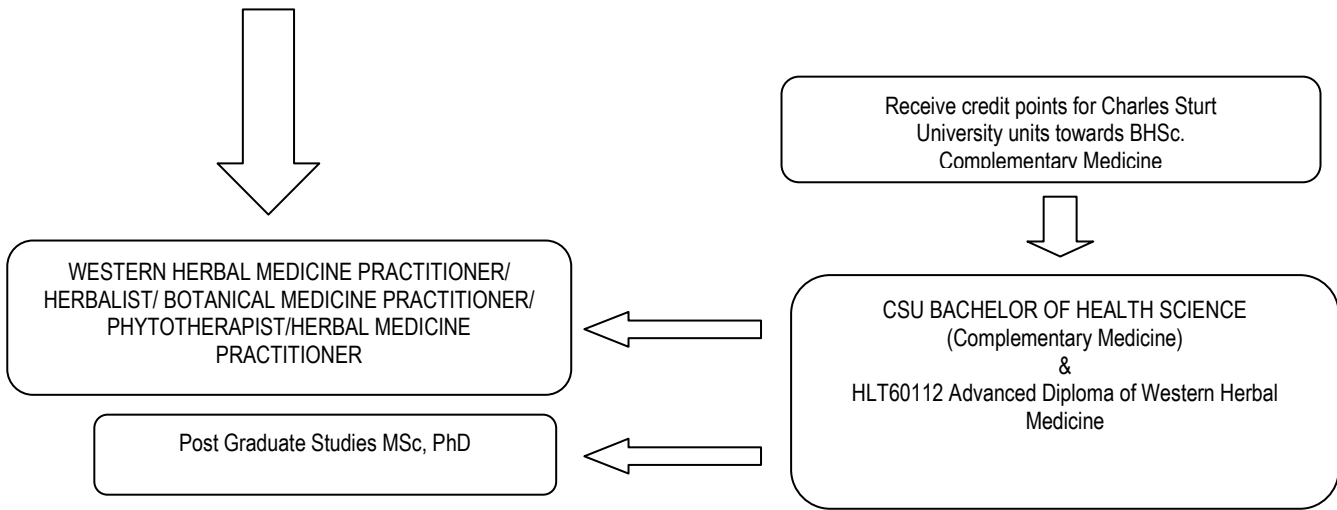 Receive credit points for Charles Sturt
University units towards BHSc.
Complementary Medicine
WESTERN HERBAL MEDICINE PRACTITIONER/
HERBALIST/ BOTANICAL MEDICINE PRACTITIONER/
PHYTOTHERAPIST/HERBAL MEDICINE
PRACTITIONER
CSU BACHELOR OF HEALTH SCIENCE
(Complementary Medicine)
&
HLT60112 Advanced Diploma of Western Herbal
Medicine
Post Graduate Studies MSc, PhD